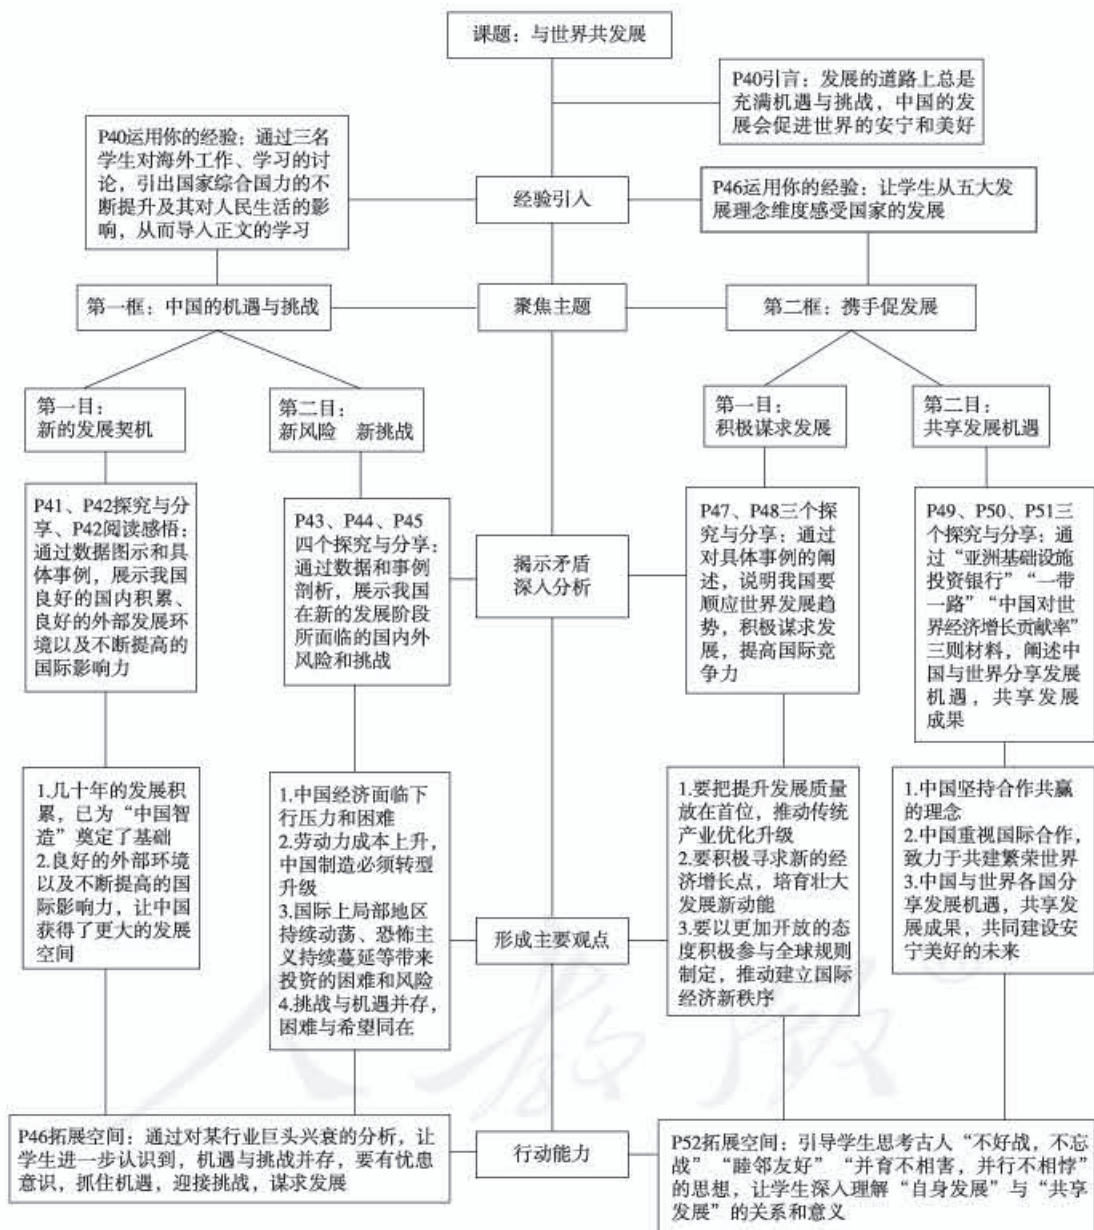 课题：与世界共发展
P40引言：发展的道路上总是
充满机遇与挑战，中国的发
展会促进世界的安宁和美好
P40运用你的经验：通过三名
学生对海外工作、学习的讨
论，引出国家综合国力的不
断提升及其对人民生活的影
响，从而导入正文的学习
经验引入
P46运用你的经验：让学生从五大发
展理念维度感受国家的发展
第一框：中国的机遇与挑战
聚焦主题
第二框：携手促发展
第一目：
新的发展契机
第二目：
新风险 新挑战
第一目：
积极谋求发展
第二目：
共享发展机遇
P41、P42探究与分
享、P42阅读感悟：
通过数据图示和具
体事例，展示我国
良好的国内积累、
良好的外部发展环
境以及不断提高的
国际影响力
P43、P44、P45
四个探究与分享：
通过数据和事例
剖析，展示我国
在新的发展阶段
所面临的国内外
风险和挑战
揭示矛盾
深入分析
P47、P48三个探
究与分享：通过
对具体事例的阐
述，说明我国要
顺应世界发展趋
势，积极谋求发
展，提高国际竞
争力
P49、P50、P51三
个探究与分享：通
过“亚洲基础设施
投资银行”“一带
一路”“中国对世
界经济增长贡献率”
三则材料，阐述中
国与世界分享发展
机遇，共享发展
成果
1.几十年的发展积
累，已为“中国智
造”奠定了基础
2.良好的外部环境
以及不断提高的国
际影响力，让中国
获得了更大的发展
空间
1.中国经济面临下
行压力和困难
2.劳动力成本上升，
中国制造必须转型
升级
3.国际上局部地区
持续动荡、恐怖主
义持续蔓延等带来
投资的困难和风险
4.挑战与机遇并存，
困难与希望同在
形成主要观点
1.要把提升发展质量
放在首位，推动传统
产业优化升级
2.要积极寻求新的经
济增长点，培育壮大
发展新动能
3.要以更加开放的态
度积极参与全球规则
制定，推动建立国际
经济新秩序
1.中国坚持合作共赢
的理念
2.中国重视国际合作，
致力于共建繁荣世界
3.中国与世界各国分
享发展机遇，共享发
展成果，共同建设安
宁美好的未来
P46拓展空间：通过对某行业巨头兴衰的分析，让
学生进一步认识到，机遇与挑战并存，要有忧患
意识，抓住机遇，迎接挑战，谋求发展
行动能力
P52拓展空间：引导学生思考古人“不好战，不忘
战”“睦邻友好”“并育不相害，并行不相悖”
的思想，让学生深入理解“自身发展”与“共享
发展”的关系和意义
人教版®